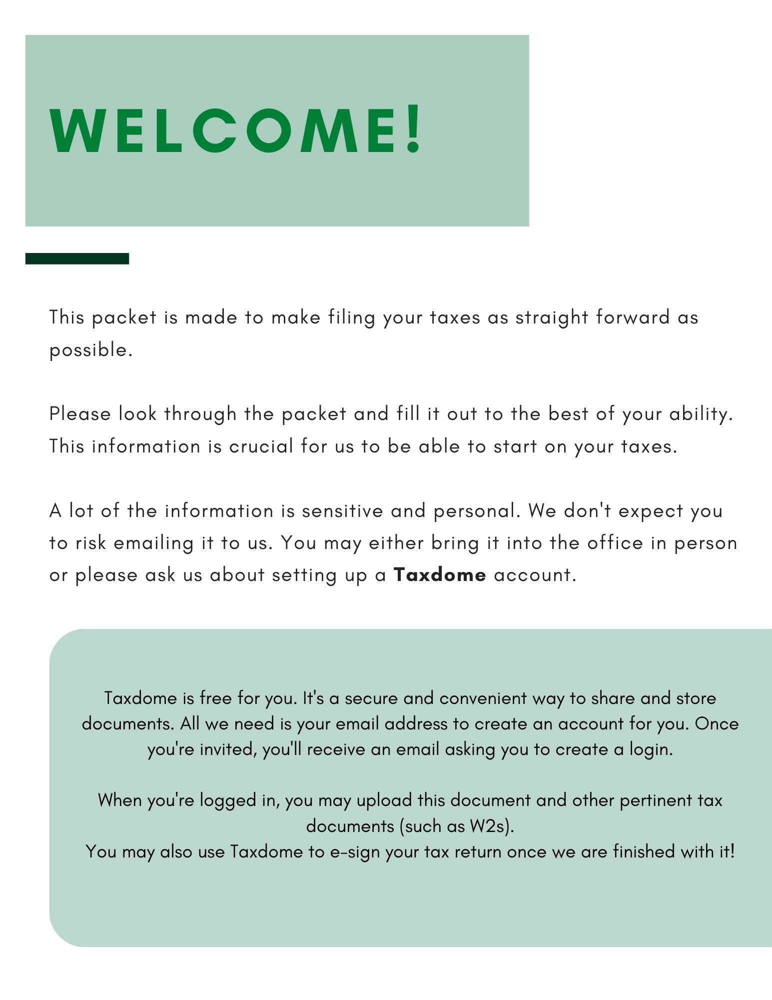 WELCOME!
This packet is made to make filing your taxes as straight forward as
possible.
Please look through the packet and fill it out to the best of your ability.
This information is crucial for us to be able to start on your taxes.
A lot of the information is sensitive and personal. We don't expect you
to risk emailing it to us. You may either bring it into the office in person
or please ask us about setting up a Taxdome account.
Taxdome is free for you. It's a secure and convenient way to share and store
documents. All we need is your email address to create an account for you. Once
you're invited, you'll receive an email asking you to create a login.
When you're logged in, you may upload this document and other pertinent tax
documents (such as W2s).
You may also use Taxdome to e-sign your tax return once we are finished with it!